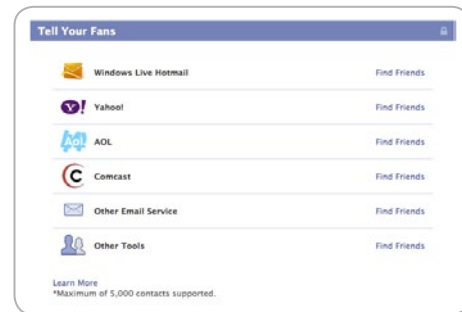 Tell Your Fans
Windows Live Hotmail Find Friends
Y! Yahoo! Find Friends
Aol AOL Find Friends
C Comcast Find Friends
Other Email Service Find Friends
Other Tools Find Friends
Learn More
*Maximum of 5,000 contacts supported.